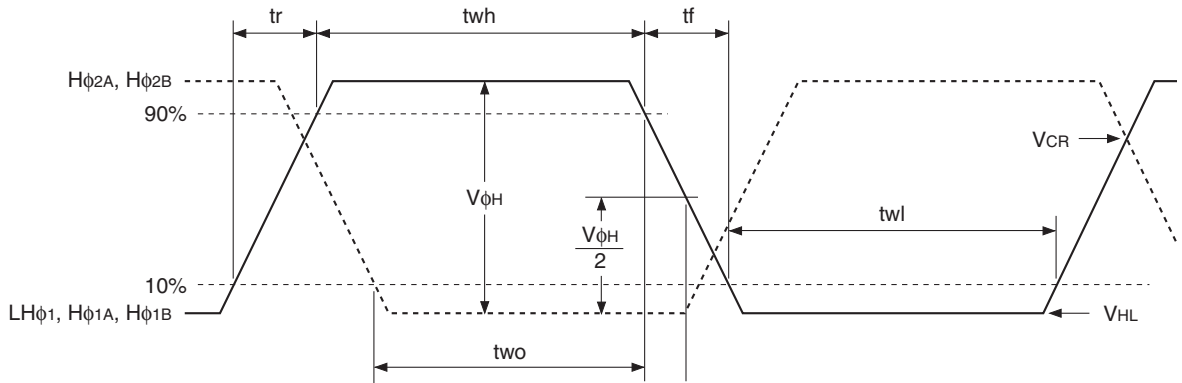 tr twh tf
Hϕ2A, Hϕ2B
90%
VCR
VϕH
twl
VϕH
2
10%
LHϕ1, Hϕ1A, Hϕ1B
VHL
two